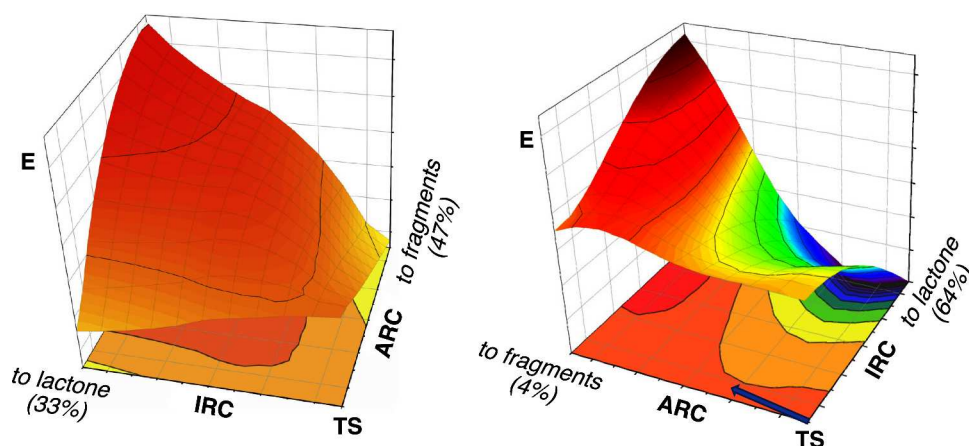 E
to fragments
(47%)
ARC
to lactone
(33%)
IRC
TS
E
to lactone
(64%)
IRC
to fragments
(4%)
ARC
TS